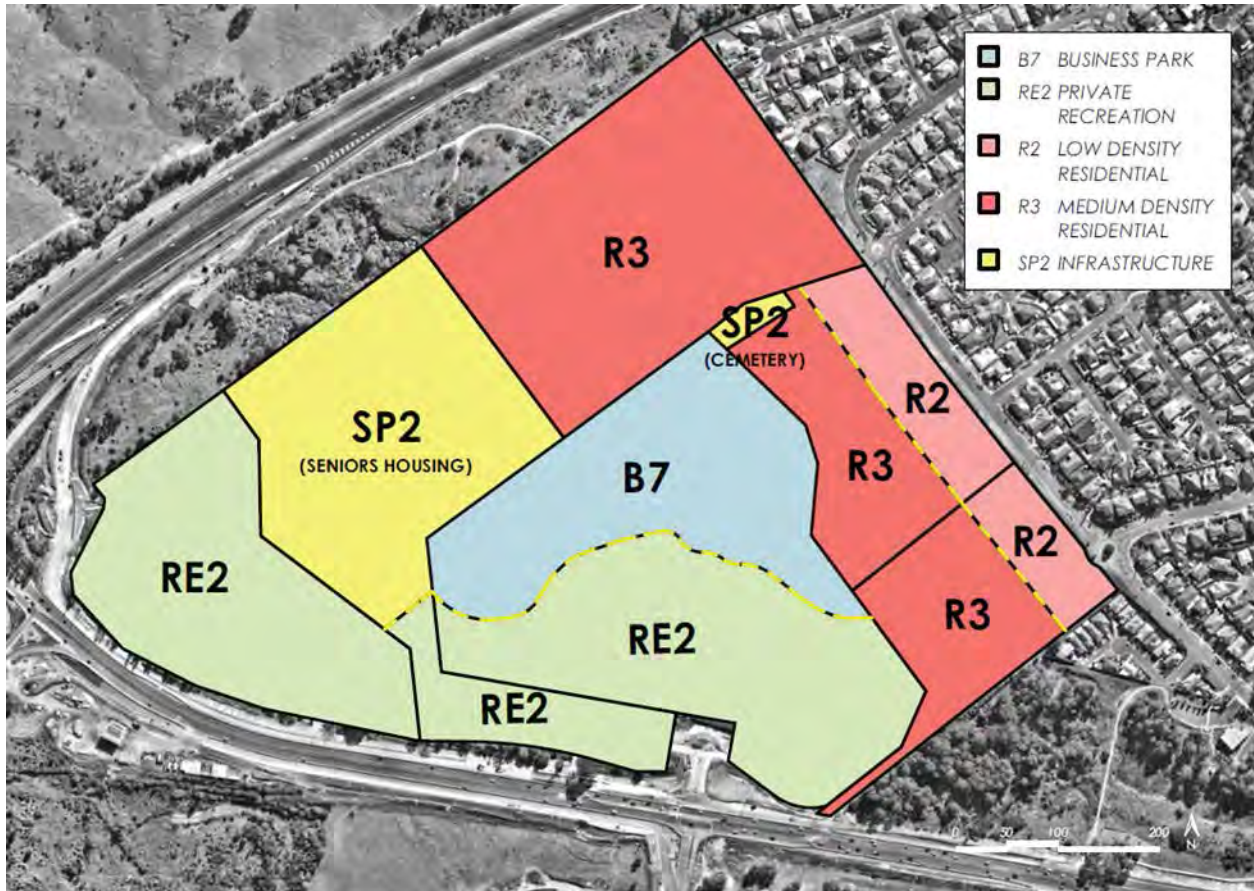 B7 BUSINESS PARK
RE2 PRIVATE
RECREATION
R2 LOW DENSITY
RESIDENTIAL
R3 MEDIUM DENSITY
RESIDENTIAL
SP2 INFRASTRUCTURE
R3
SP2
(CEMETERY)
R2
SP2
(SENIORS HOUSING)
R3
B7
R2
RE2
R3
RE2
RE2
0 50 100 200
N